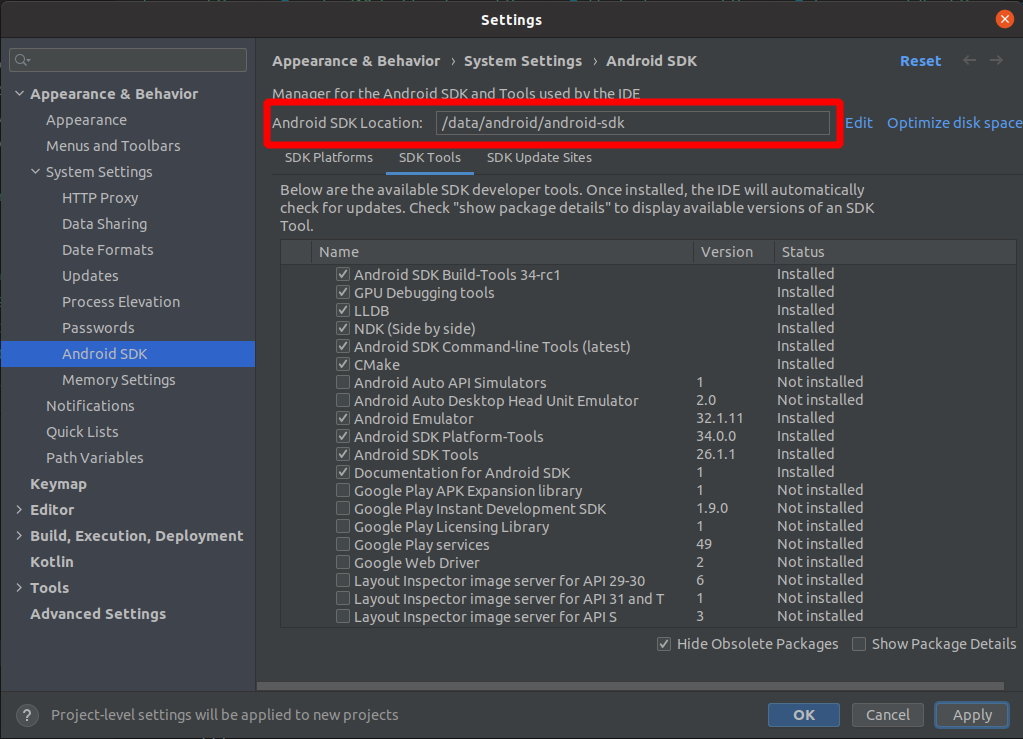 Settings
Appearance & Behavior › System Settings › Android SDK
Reset
Appearance & Behavior
Appearance
Menus and Toolbars
System Settings
HTTP Proxy
Data Sharing
Date Formats
Updates
Process Elevation
Passwords
Android SDK
Memory Settings
Notifications
Quick Lists
Path Variables
Keymap
Editor
Build, Execution, Deployment
Kotlin
Tools
Advanced Settings
Manager for the Android SDK and Tools used by the IDE
Android SDK Location: /data/android/android-sdk Edit Optimize disk space
SDK Platforms SDK Tools SDK Update Sites
Below are the available SDK developer tools. Once installed, the IDE will automatically
check for updates. Check "show package details" to display available versions of an SDK
Tool.
Name Version Status
Android SDK Build-Tools 34-rc1 Installed
GPU Debugging tools Installed
LLDB Installed
NDK (Side by side) Installed
Android SDK Command-line Tools (latest) Installed
CMake Installed
Android Auto API Simulators 1 Not installed
Android Auto Desktop Head Unit Emulator 2.0 Not installed
Android Emulator 32.1.11 Installed
Android SDK Platform-Tools 34.0.0 Installed
Android SDK Tools 26.1.1 Installed
Documentation for Android SDK 1 Installed
Google Play APK Expansion library 1 Not installed
Google Play Instant Development SDK 1.9.0 Not installed
Google Play Licensing Library 1 Not installed
Google Play services 49 Not installed
Google Web Driver 2 Not installed
Layout Inspector image server for API 29-30 6 Not installed
Layout Inspector image server for API 31 and T 1 Not installed
Layout Inspector image server for API S 3 Not installed
Hide Obsolete Packages Show Package Details
? Project-level settings will be applied to new projects
OK Cancel Apply